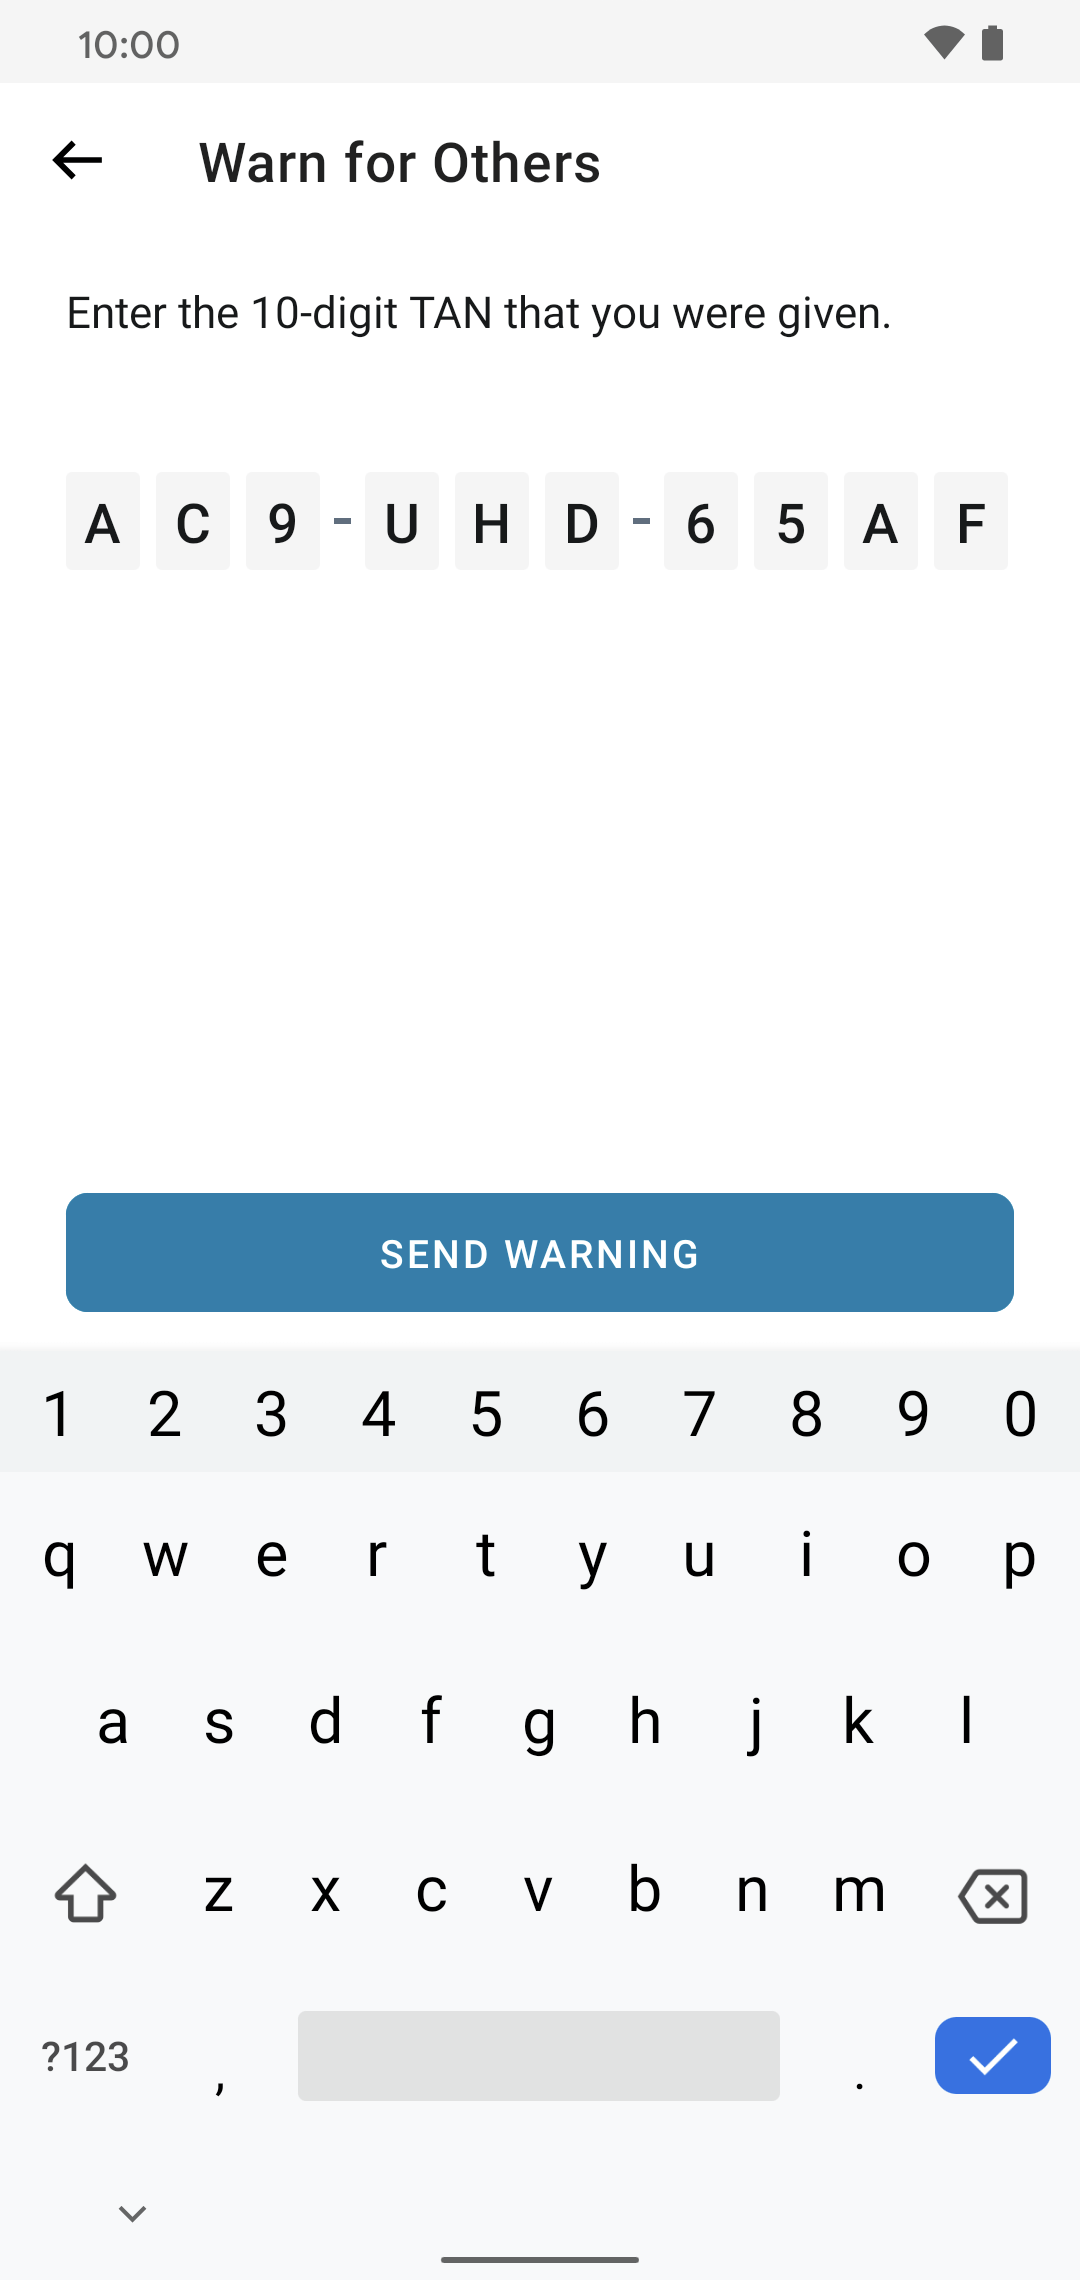 10:00
Warn for Others
Enter the 10-digit TAN that you were given.
A C 9 - U H D - 6 5 A F
SEND WARNING
1 2 3 4 5 6 7 8 9 0
q w e r t y u i o p
a s d f g h j k l
z x c v b n m
?123 , .